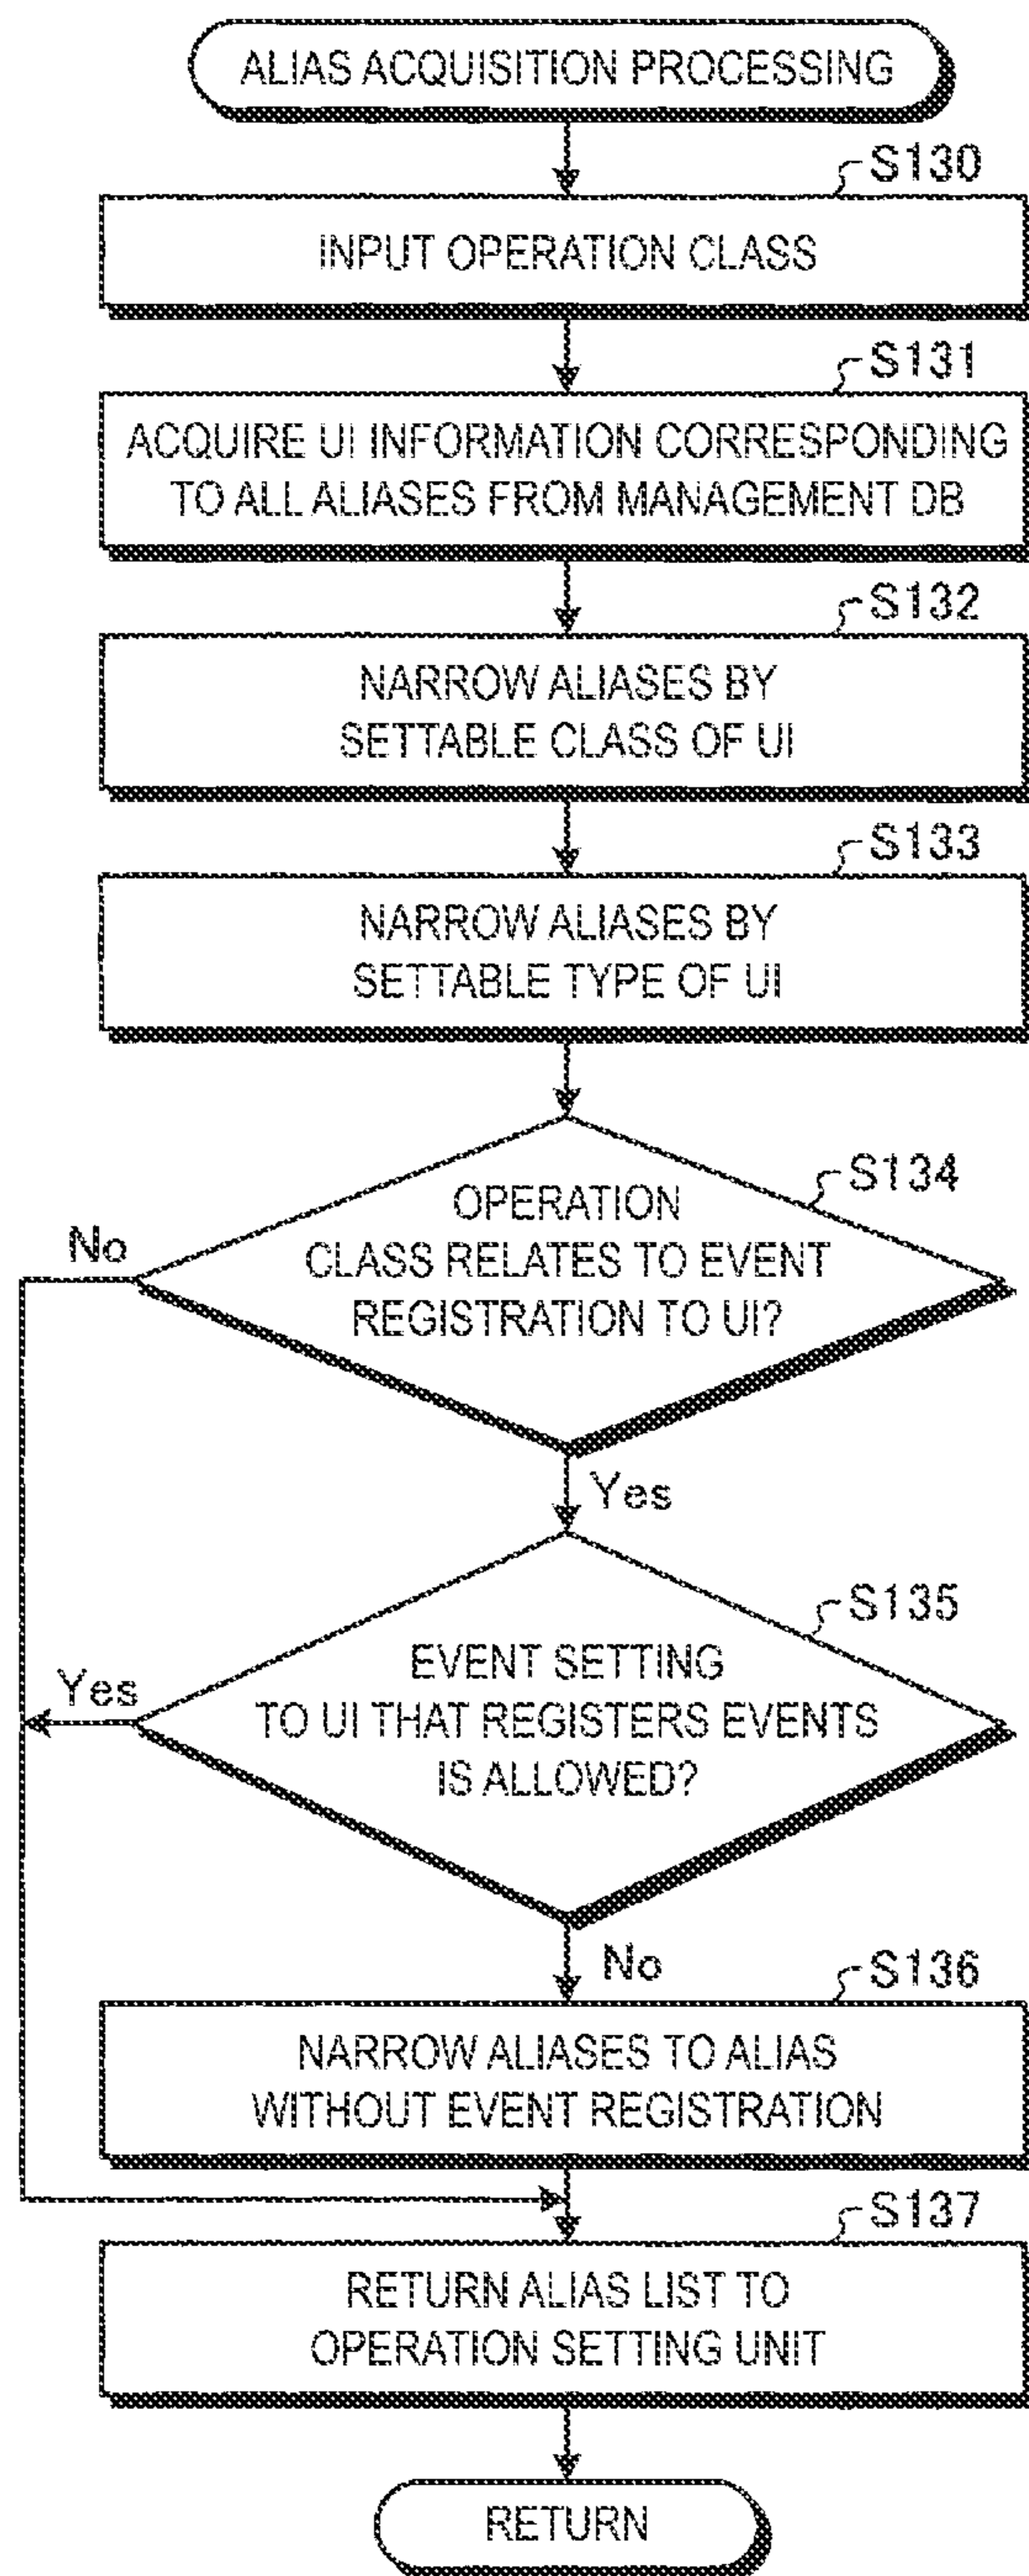 ALIAS ACQUISITION PROCESSING
S130
INPUT OPERATION CLASS
S131
ACQUIRE UI INFORMATION CORRESPONDING
TO ALL ALIASES FROM MANAGEMENT DB
S132
NARROW ALIASES BY
SETTABLE CLASS OF UI
S133
NARROW ALIASES BY
SETTABLE TYPE OF UI
S134
OPERATION
CLASS RELATES TO EVENT
REGISTRATION TO UI?
No
Yes
S135
EVENT SETTING
TO UI THAT REGISTERS EVENTS
IS ALLOWED?
Yes
No
S136
NARROW ALIASES TO ALIAS
WITHOUT EVENT REGISTRATION
S137
RETURN ALIAS LIST TO
OPERATION SETTING UNIT
RETURN